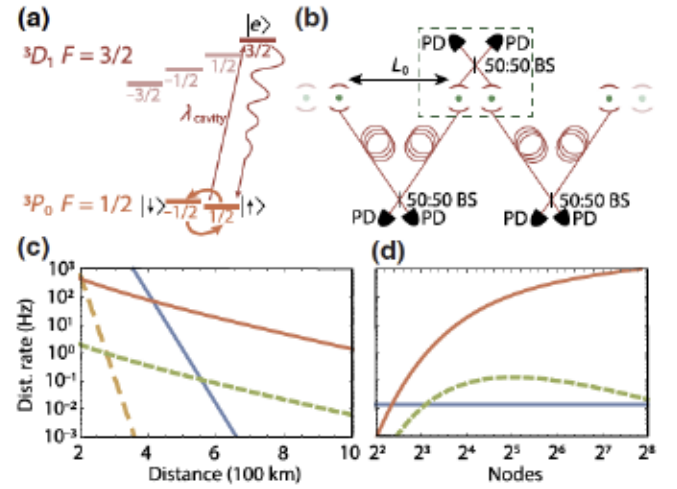 (a)
|e⟩
³D₁ F = 3/2
3/2
1/2
−1/2
−3/2
λcavity
³P₀ F = 1/2
|↓⟩
−1/2
1/2
|↑⟩
(b)
PD
PD
50:50 BS
L₀
50:50 BS
PD
PD
50:50 BS
PD
PD
(c)
Dist. rate (Hz)
10³
10²
10¹
10⁰
10⁻¹
10⁻²
10⁻³
2 4 6 8 10
Distance (100 km)
(d)
2² 2³ 2⁴ 2⁵ 2⁶ 2⁷ 2⁸
Nodes